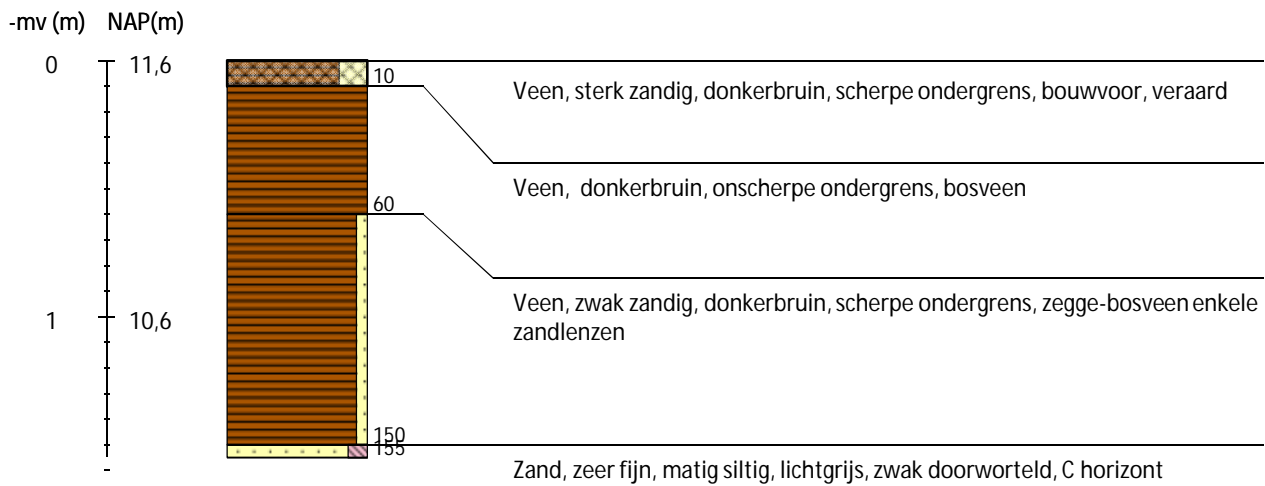 -mv (m) NAP(m)
0 11,6
10
Veen, sterk zandig, donkerbruin, scherpe ondergrens, bouwvoor, veraard
Veen, donkerbruin, onscherpe ondergrens, bosveen
60
Veen, zwak zandig, donkerbruin, scherpe ondergrens, zegge-bosveen enkele
zandlenzen
1 10,6
150
155
Zand, zeer fijn, matig siltig, lichtgrijs, zwak doorworteld, C horizont